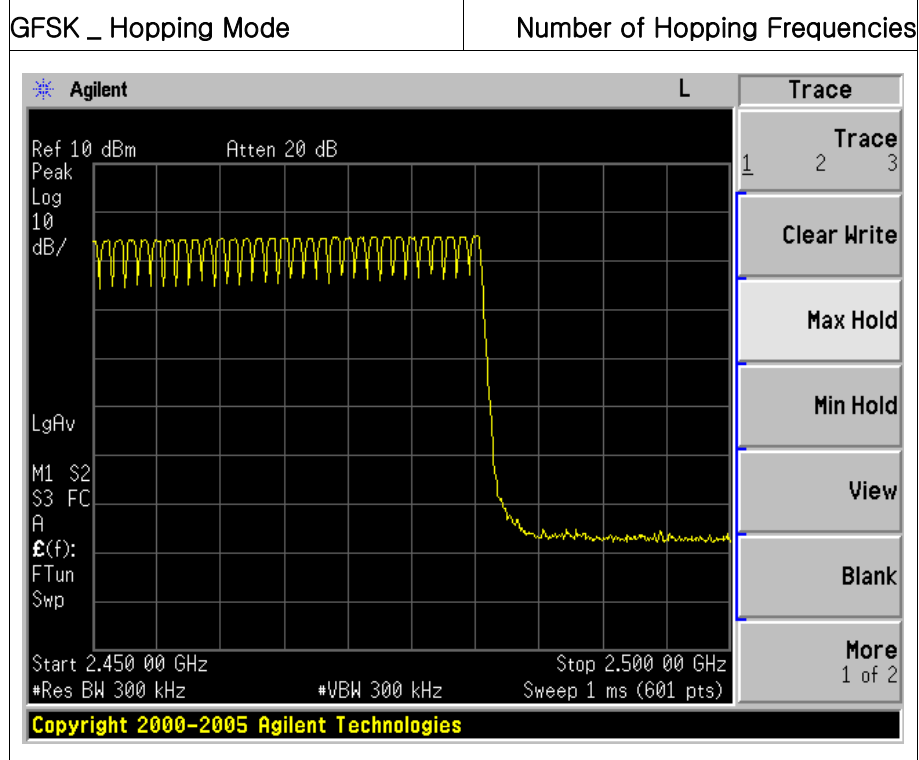 GFSK _ Hopping Mode Number of Hopping Frequencies
Agilent L Trace
Ref 10 dBm Atten 20 dB
Peak
Log
10
dB/
LgAv
M1 S2
S3 FC
A
£(f):
FTun
Swp
Start 2.450 00 GHz Stop 2.500 00 GHz
#Res BW 300 kHz #VBW 300 kHz Sweep 1 ms (601 pts)
Copyright 2000-2005 Agilent Technologies
Trace
1 2 3
Clear Write
Max Hold
Min Hold
View
Blank
More
1 of 2